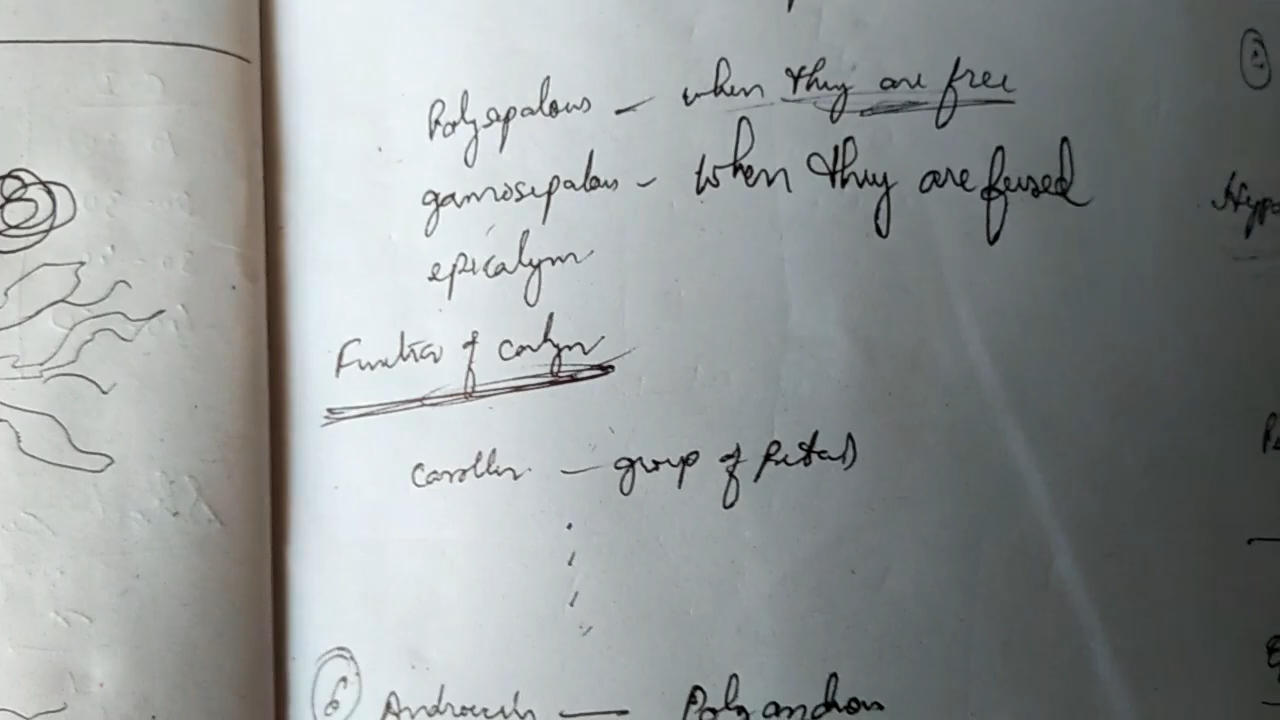 Polysepalous – when they are free
gamosepalous – when they are fused
epicalyx
Function of calyx
Corolla – group of Petals
⑥ Androecium — Polyandrous